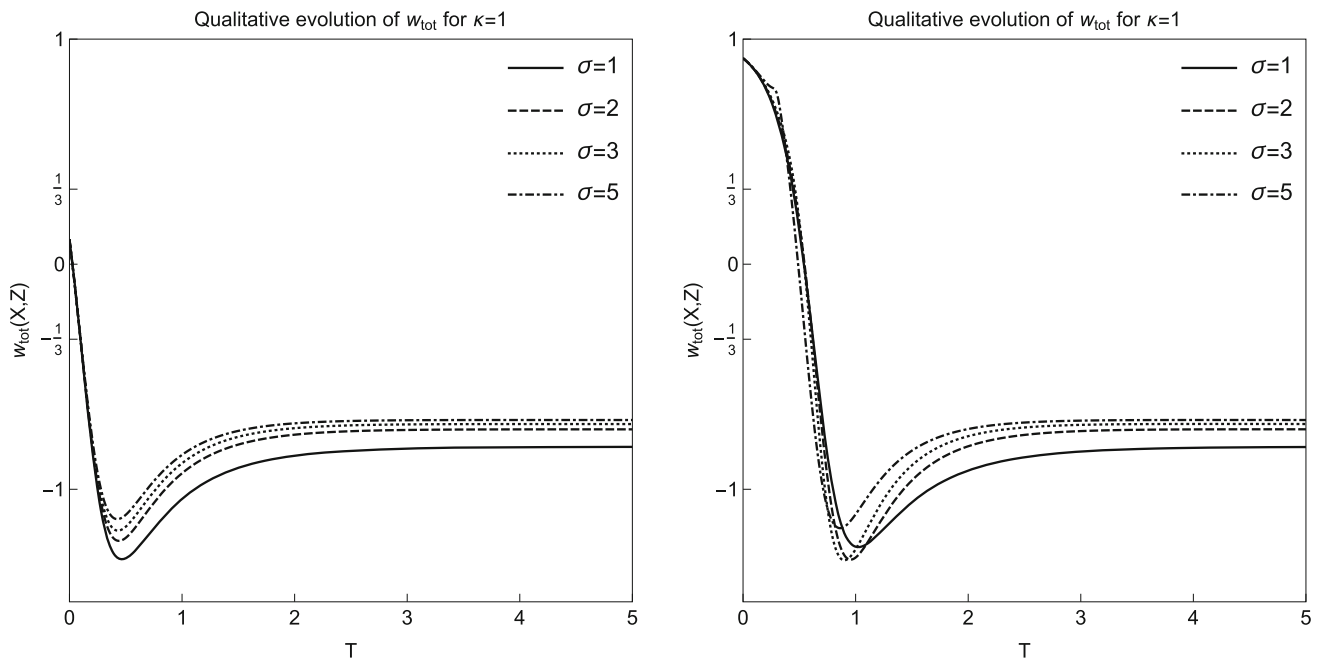 Qualitative evolution of w_tot for κ=1
1
1/3
0
−1/3
−1
w_tot(X,Z)
σ=1
σ=2
σ=3
σ=5
0 1 2 3 4 5
T
Qualitative evolution of w_tot for κ=1
1
1/3
0
−1/3
−1
w_tot(X,Z)
σ=1
σ=2
σ=3
σ=5
0 1 2 3 4 5
T